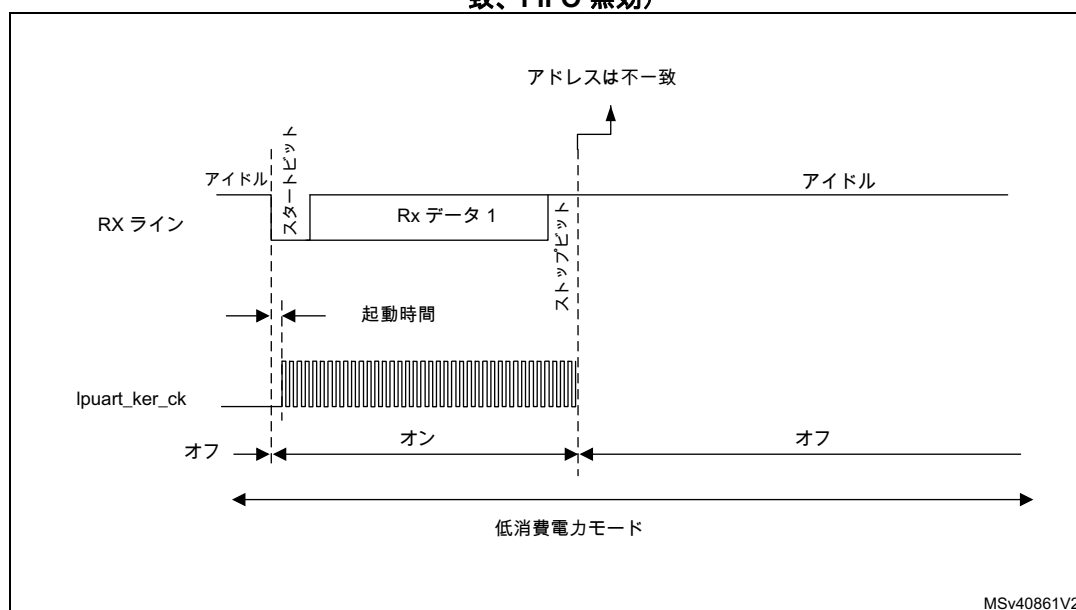 致、FIFO 無効）
アドレスは不一致
アイドル
スタートビット
アイドル
RX ライン
Rx データ 1
ストップビット
起動時間
lpuart_ker_ck
オフ
オン
オフ
低消費電力モード
MSv40861V2